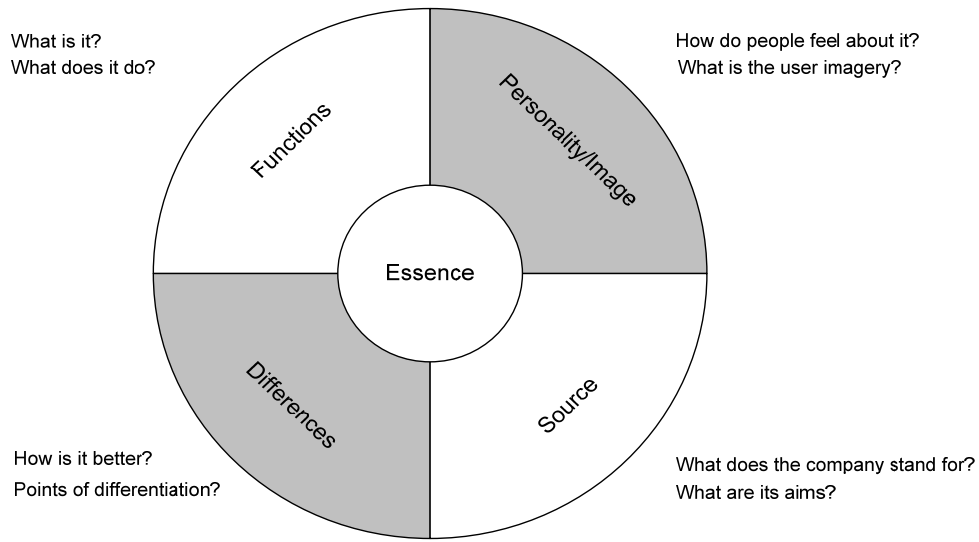 What is it?
What does it do?
How do people feel about it?
What is the user imagery?
Functions
Personality/Image
Essence
Differences
Source
How is it better?
Points of differentiation?
What does the company stand for?
What are its aims?